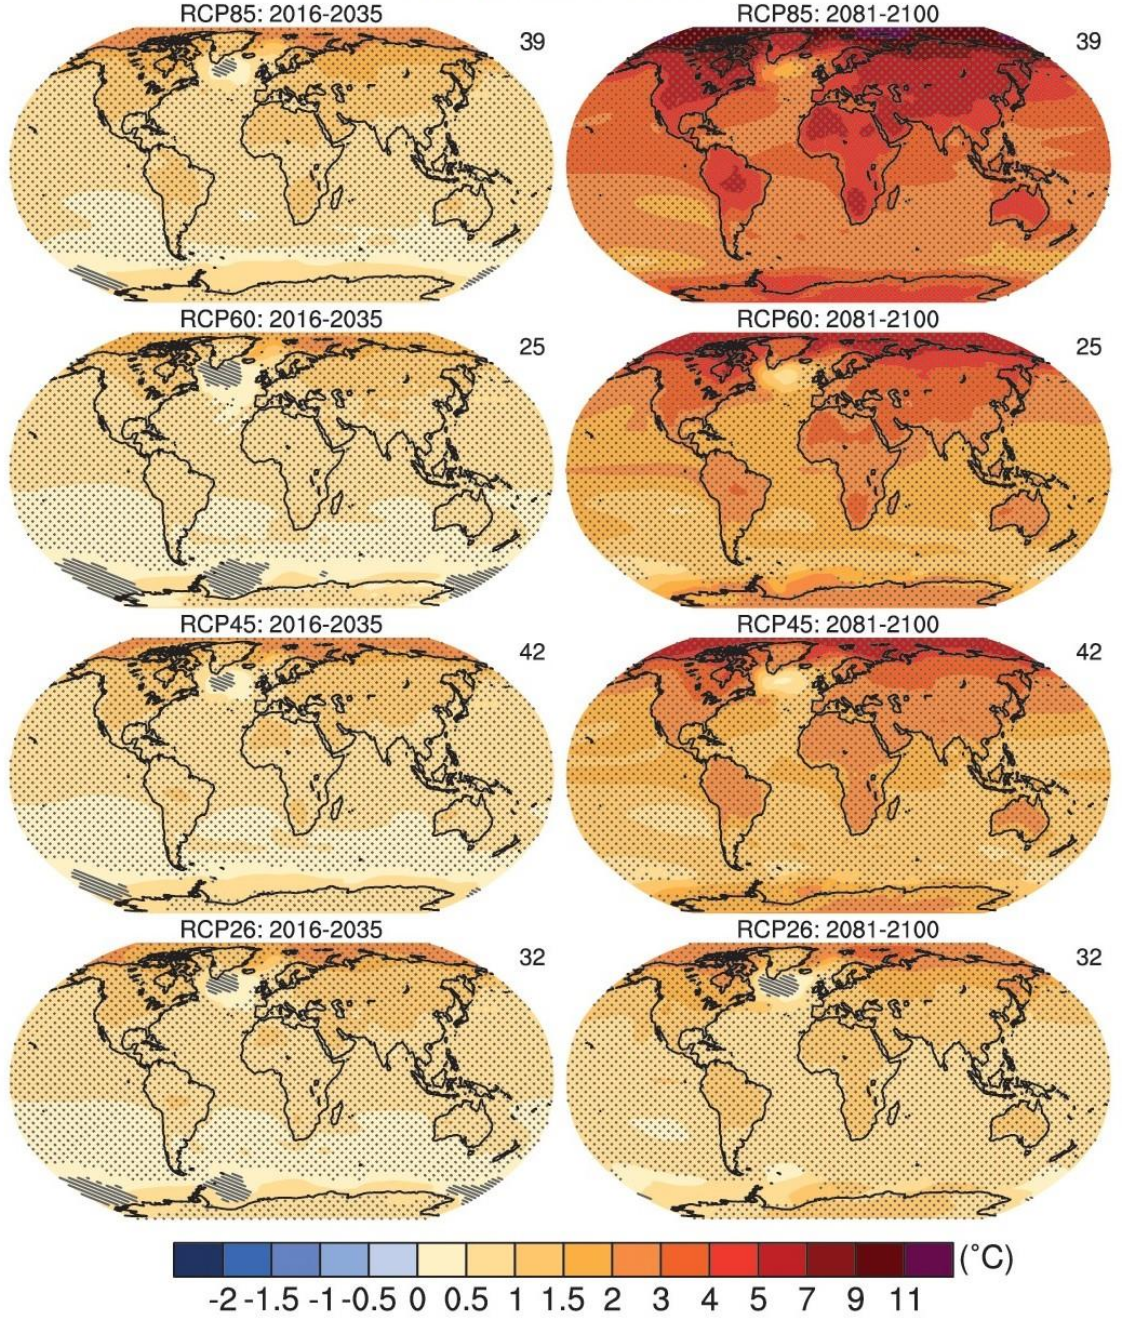 RCP85: 2016-2035
39
RCP85: 2081-2100
39
RCP60: 2016-2035
25
RCP60: 2081-2100
25
RCP45: 2016-2035
42
RCP45: 2081-2100
42
RCP26: 2016-2035
32
RCP26: 2081-2100
32
(°C)
-2 -1.5 -1 -0.5 0 0.5 1 1.5 2 3 4 5 7 9 11